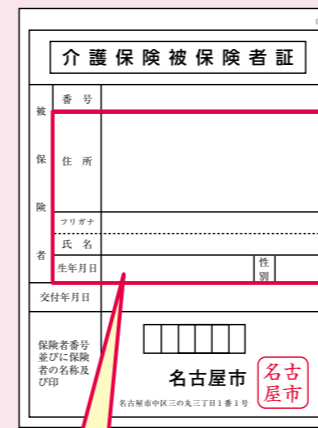 介護保険被保険者証
被保険者
番号
住所
フリガナ
氏名
生年月日
性別
交付年月日
保険者番号
並びに保険
者の名称及
び印
名古屋市
名古屋市中区三の丸三丁目1番1号
名古
屋市